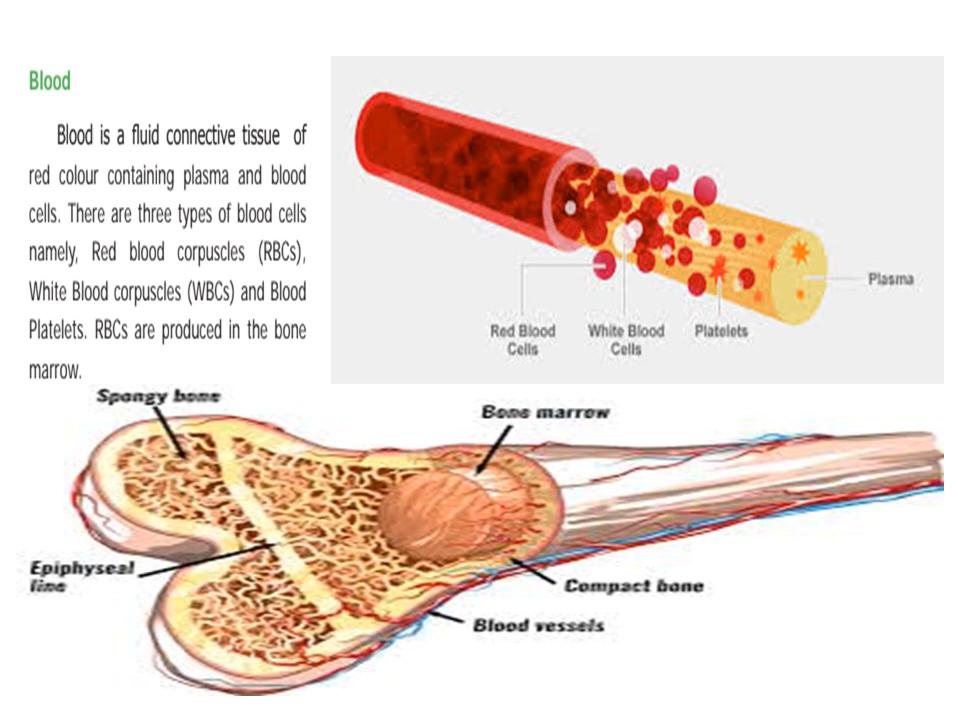 Blood
Blood is a fluid connective tissue of
red colour containing plasma and blood
cells. There are three types of blood cells
namely, Red blood corpuscles (RBCs),
White Blood corpuscles (WBCs) and Blood
Platelets. RBCs are produced in the bone
marrow.
Plasma
Red Blood
Cells
White Blood
Cells
Platelets
Spongy bone
Bone marrow
Epiphyseal
line
Compact bone
Blood vessels